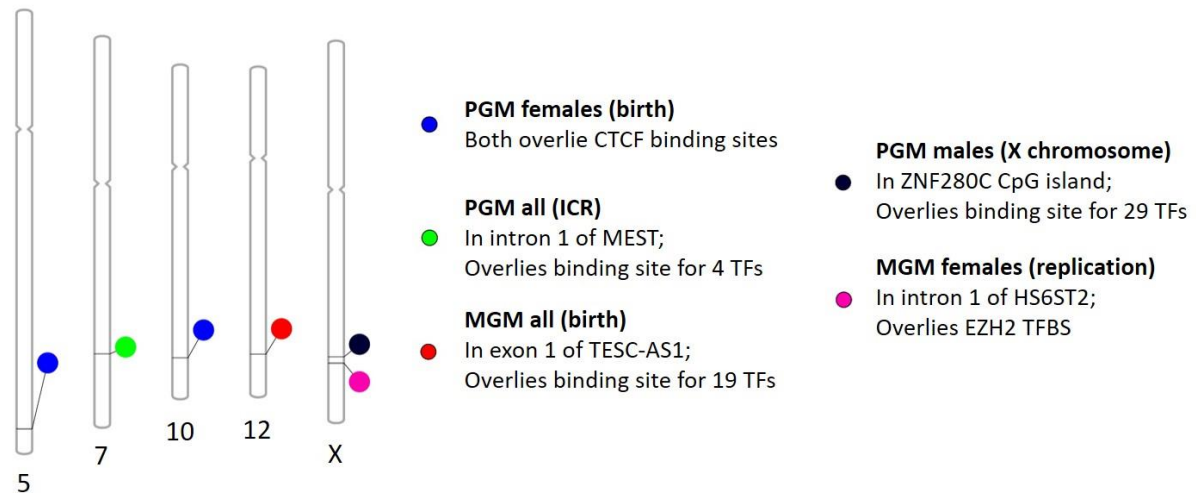 5
7
10
12
X
PGM females (birth)
Both overlie CTCF binding sites
PGM all (ICR)
In intron 1 of MEST;
Overlies binding site for 4 TFs
MGM all (birth)
In exon 1 of TESC-AS1;
Overlies binding site for 19 TFs
PGM males (X chromosome)
In ZNF280C CpG island;
Overlies binding site for 29 TFs
MGM females (replication)
In intron 1 of HS6ST2;
Overlies EZH2 TFBS